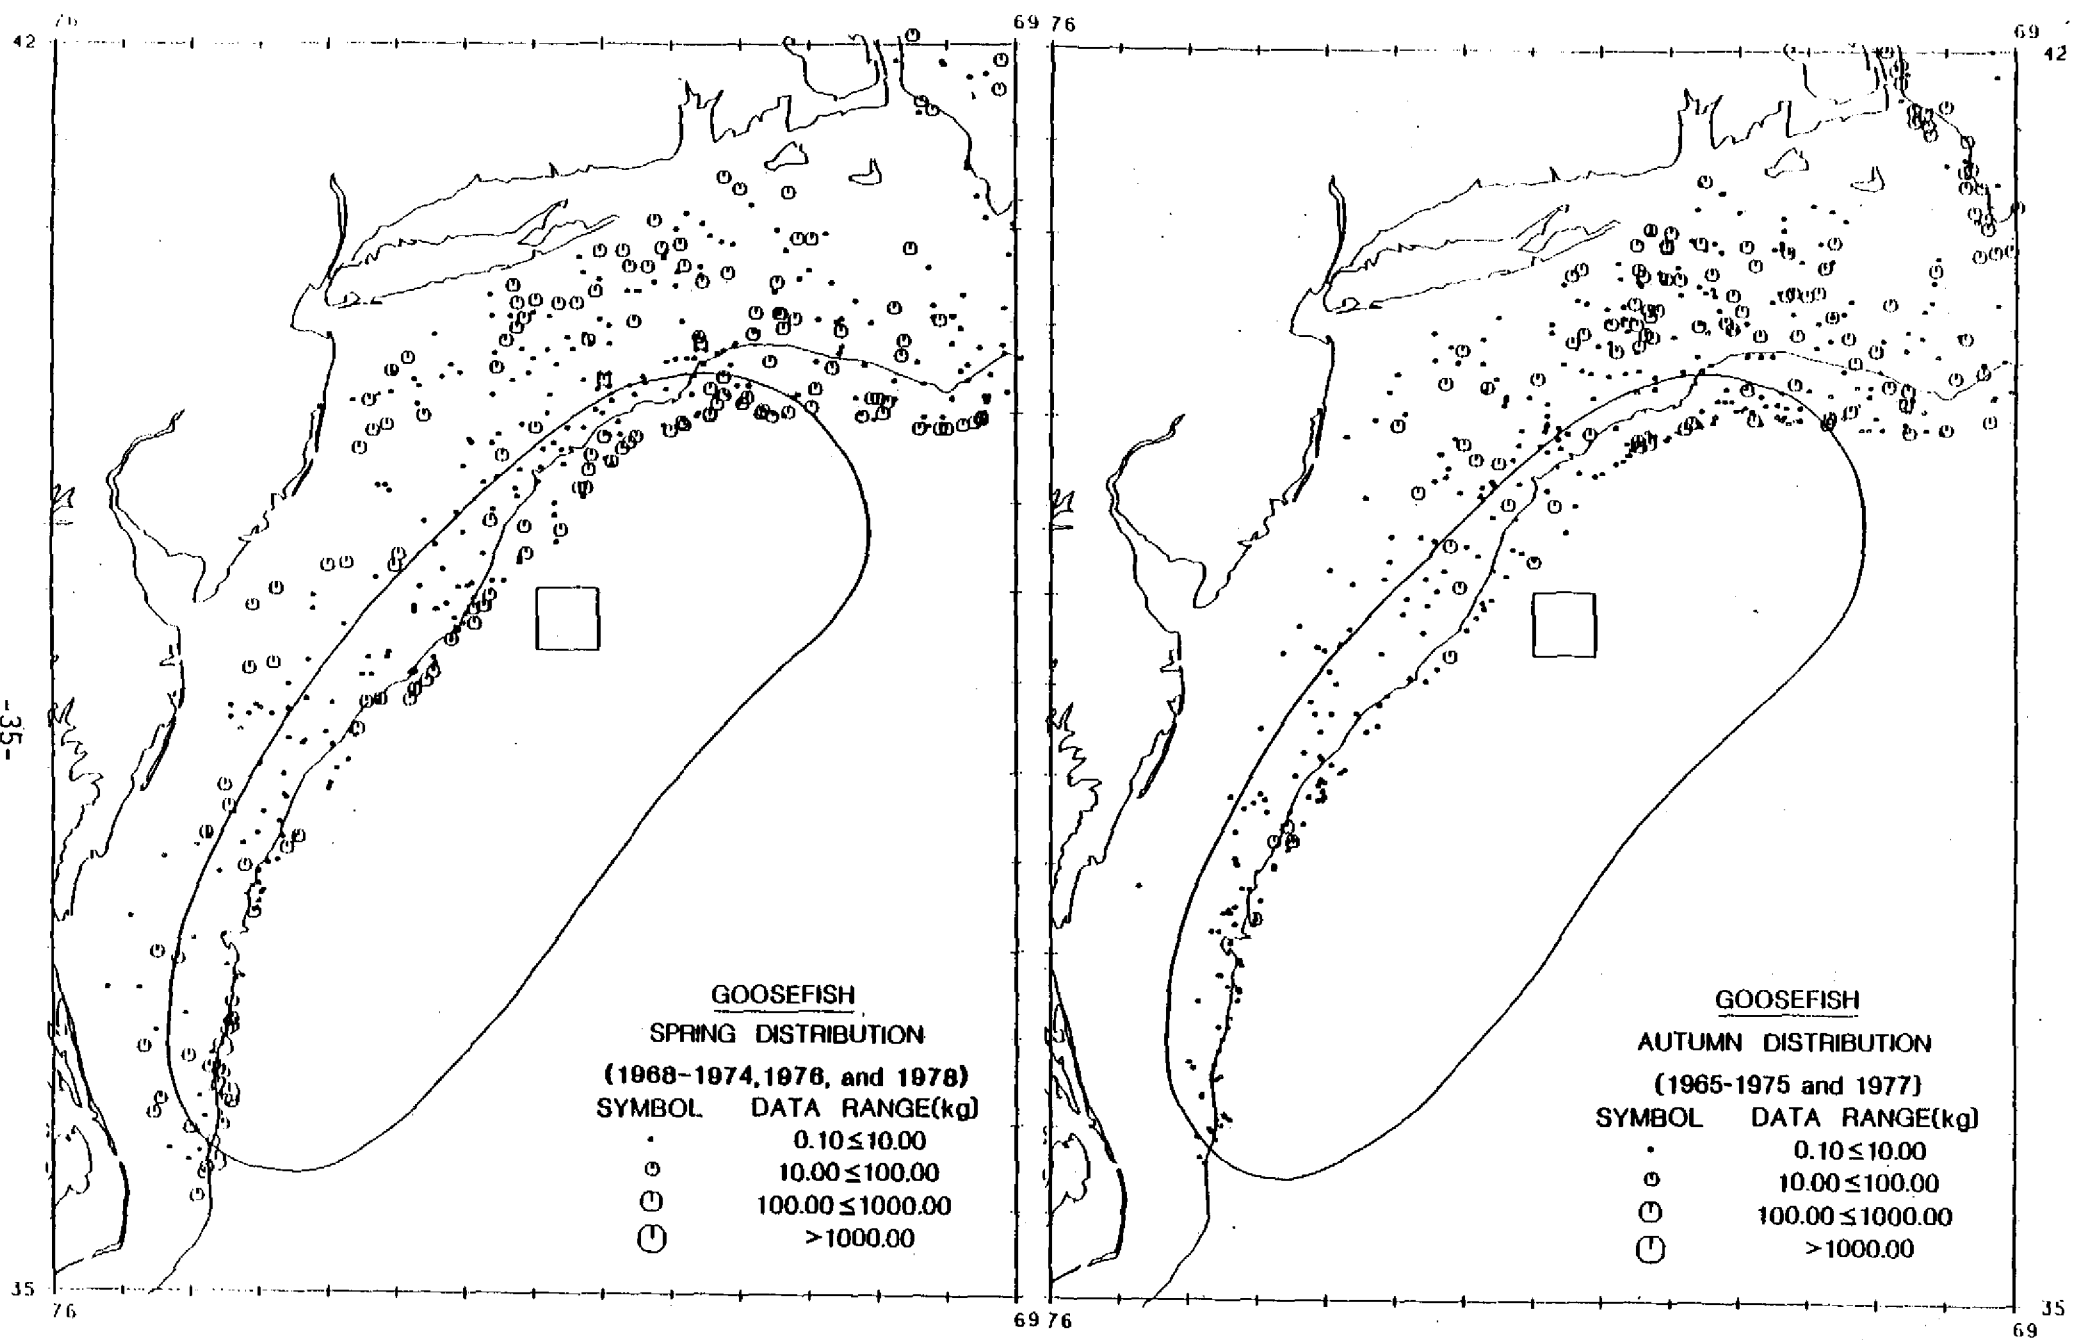 76
69 76
69
42
42
-35-
GOOSEFISH
SPRING DISTRIBUTION
(1968-1974,1976, and 1978)
SYMBOL DATA RANGE(kg)
0.10≤10.00
10.00≤100.00
100.00≤1000.00
>1000.00
GOOSEFISH
AUTUMN DISTRIBUTION
(1965-1975 and 1977)
SYMBOL DATA RANGE(kg)
0.10≤10.00
10.00≤100.00
100.00≤1000.00
>1000.00
35
35
76
69 76
69